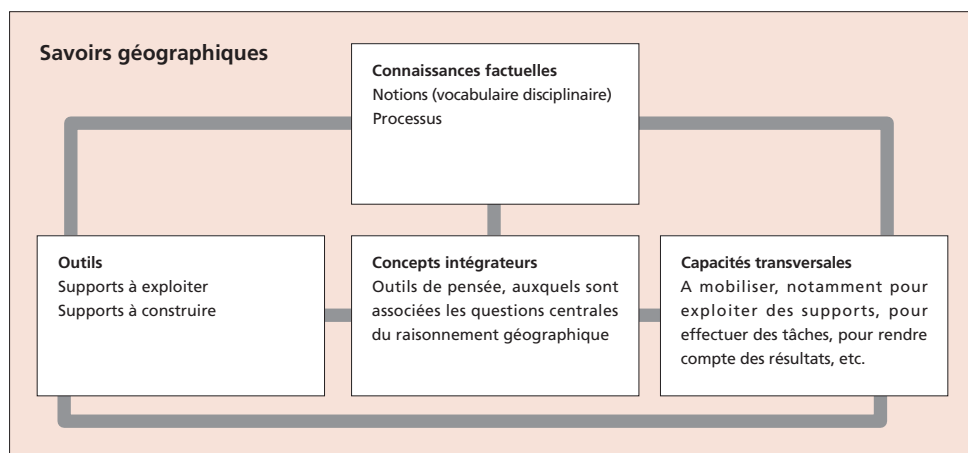 Savoirs géographiques
Connaissances factuelles
Notions (vocabulaire disciplinaire)
Processus
Outils
Supports à exploiter
Supports à construire
Concepts intégrateurs
Outils de pensée, auxquels sont
associées les questions centrales
du raisonnement géographique
Capacités transversales
A mobiliser, notamment pour
exploiter des supports, pour
effectuer des tâches, pour rendre
compte des résultats, etc.